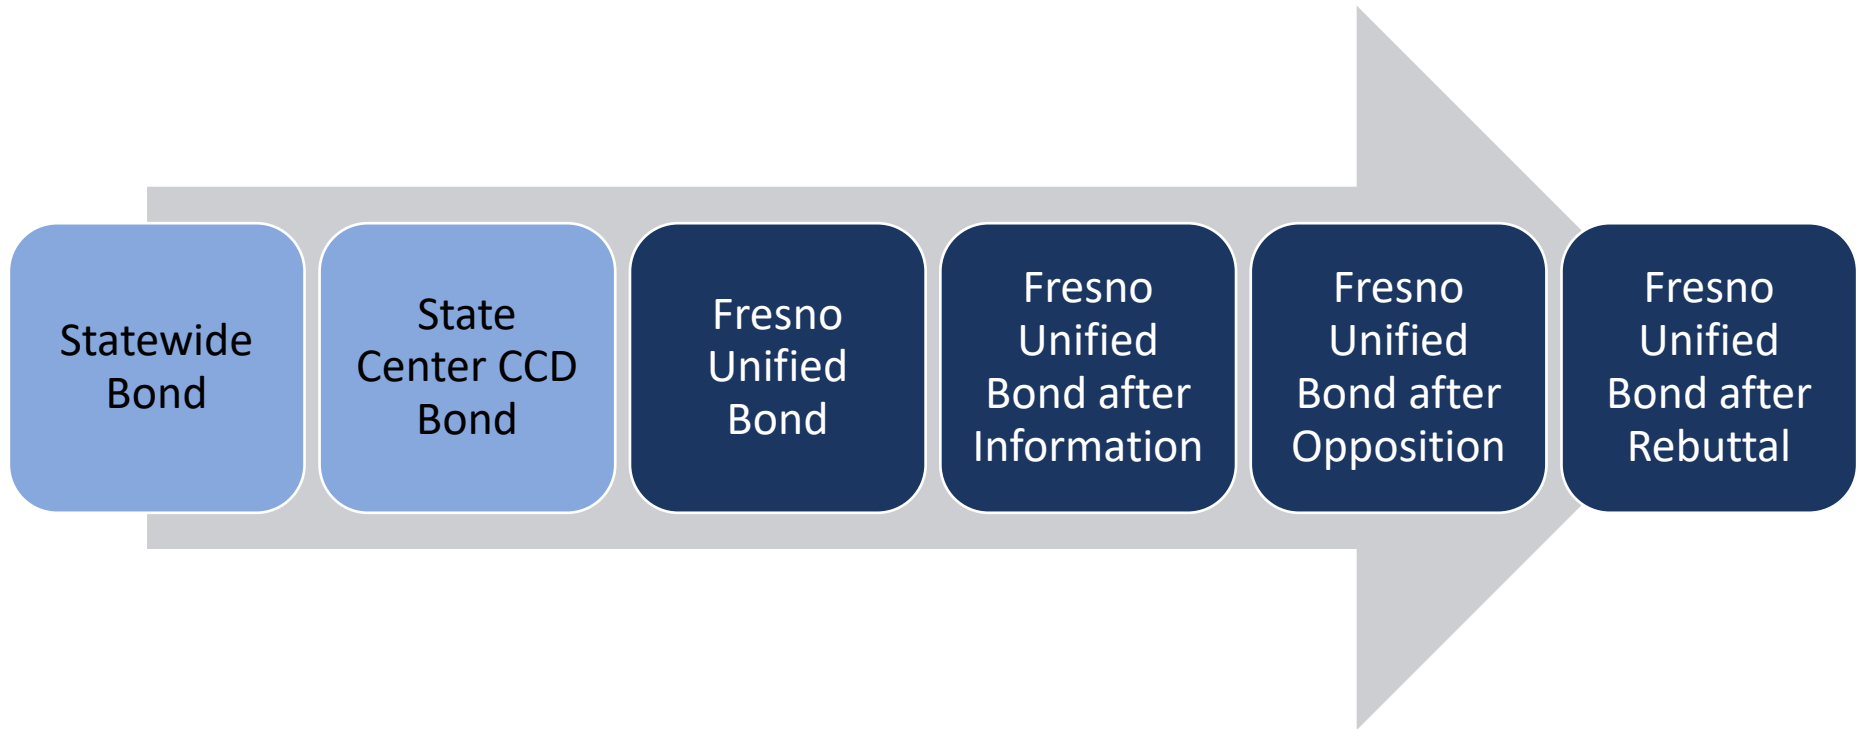 Statewide
Bond
State
Center CCD
Bond
Fresno
Unified
Bond
Fresno
Unified
Bond after
Information
Fresno
Unified
Bond after
Opposition
Fresno
Unified
Bond after
Rebuttal